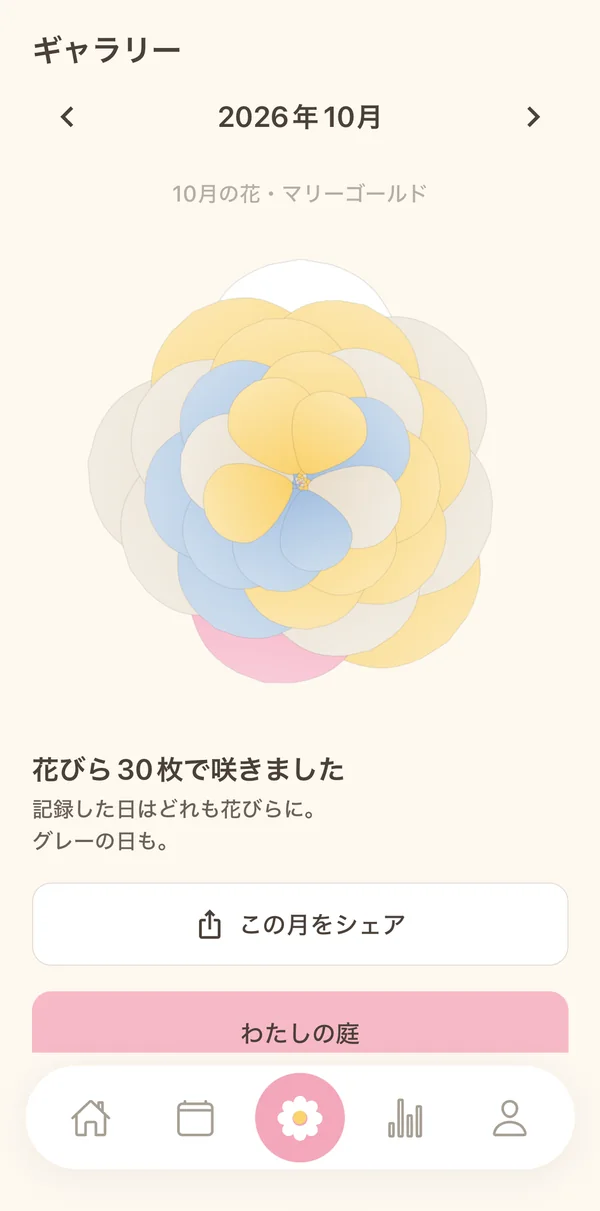 ギャラリー
2026年10月
10月の花・マリーゴールド
花びら30枚で咲きました
記録した日はどれも花びらに。
グレーの日も。
この月をシェア
わたしの庭